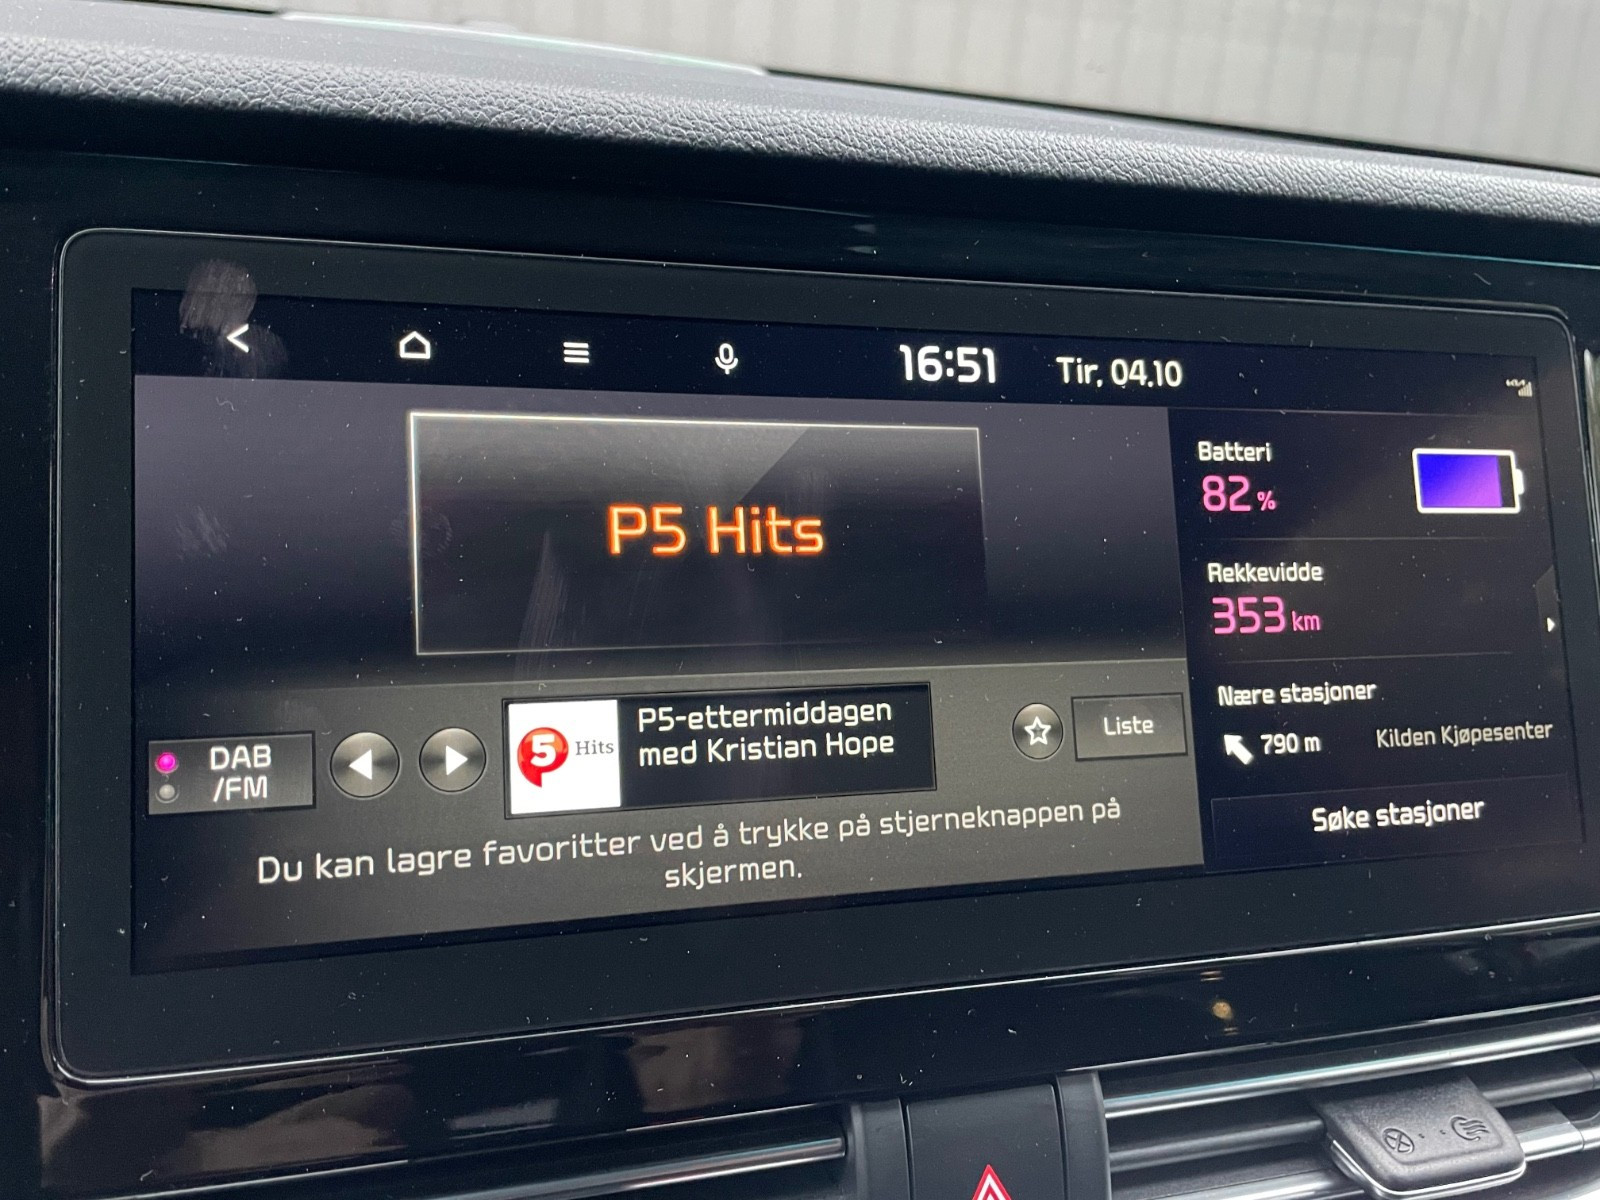 16:51 Tir, 04.10
P5 Hits
Batteri
82 %
Rekkevidde
353 km
Nære stasjoner
790 m Kilden Kjøpesenter
Søke stasjoner
DAB
/FM
5 Hits
P5-ettermiddagen
med Kristian Hope
Liste
Du kan lagre favoritter ved å trykke på stjerneknappen på
skjermen.